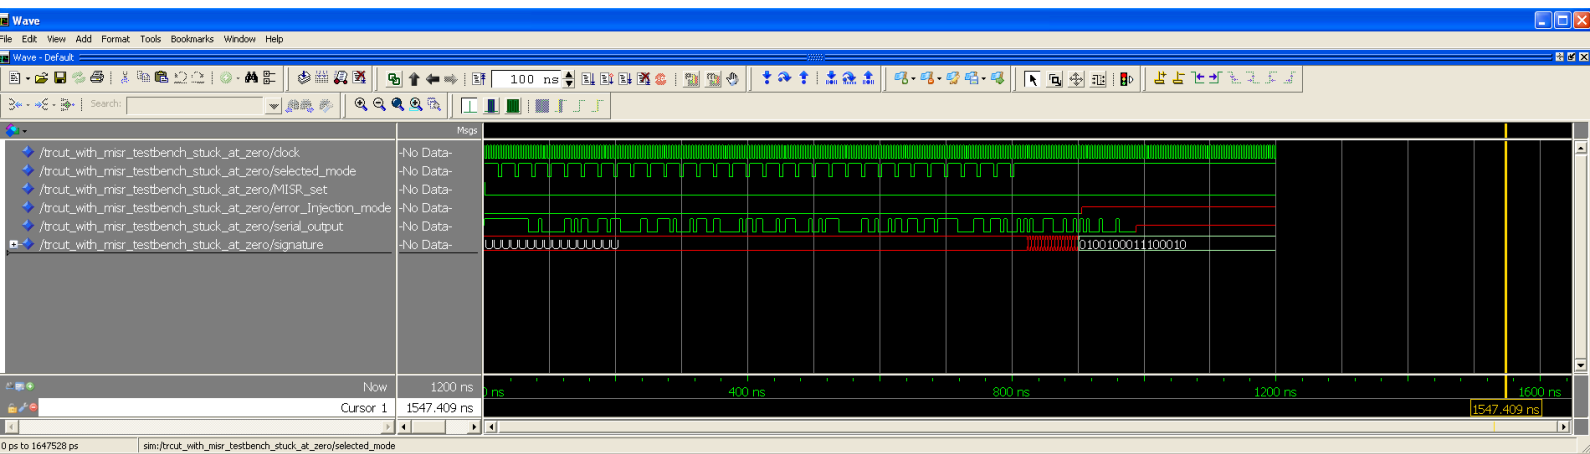 Wave
File Edit View Add Format Tools Bookmarks Window Help
Wave - Default
100 ns
Search:
Msgs
/trcut_with_misr_testbench_stuck_at_zero/clock -No Data-
/trcut_with_misr_testbench_stuck_at_zero/selected_mode -No Data-
/trcut_with_misr_testbench_stuck_at_zero/MISR_set -No Data-
/trcut_with_misr_testbench_stuck_at_zero/error_Injection_mode -No Data-
/trcut_with_misr_testbench_stuck_at_zero/serial_output -No Data-
/trcut_with_misr_testbench_stuck_at_zero/signature -No Data- UUUUUUUUUUUUUUUU 0100100011100010
Now 1200 ns 0 ns 400 ns 800 ns 1200 ns 1600 ns
Cursor 1 1547.409 ns 1547.409 ns
0 ps to 1647528 ps sim:/trcut_with_misr_testbench_stuck_at_zero/selected_mode